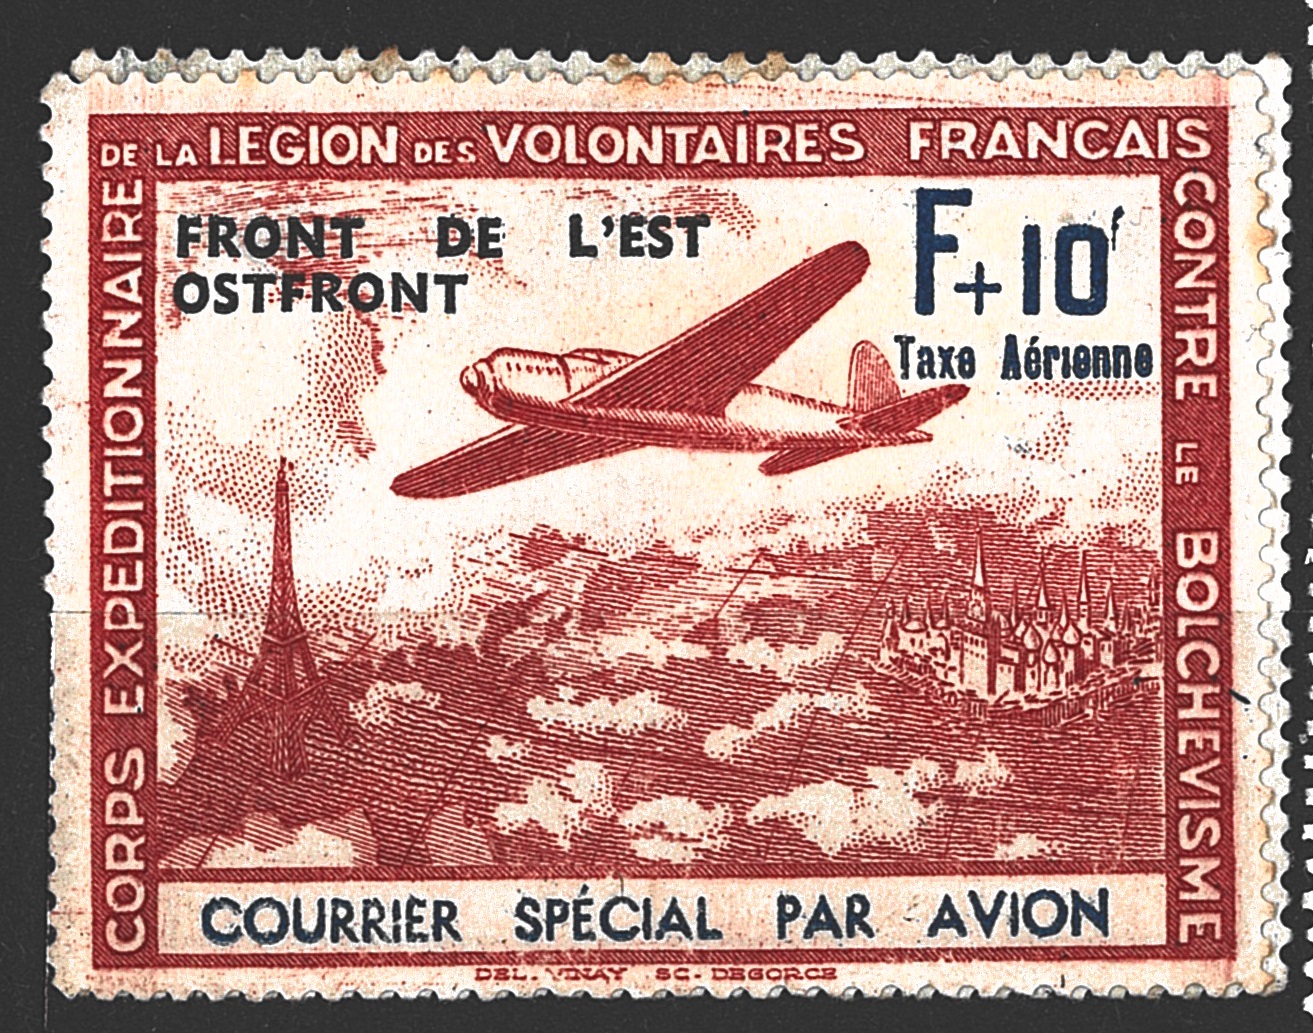 CORPS EXPEDITIONNAIRE
DE LA LEGION DES VOLONTAIRES FRANCAIS
CONTRE LE BOLCHEVISME
FRONT DE L'EST
OSTFRONT
F+10f
Taxe Aérienne
COURRIER SPÉCIAL PAR AVION
DEL. VINAY SC. DEGORCE